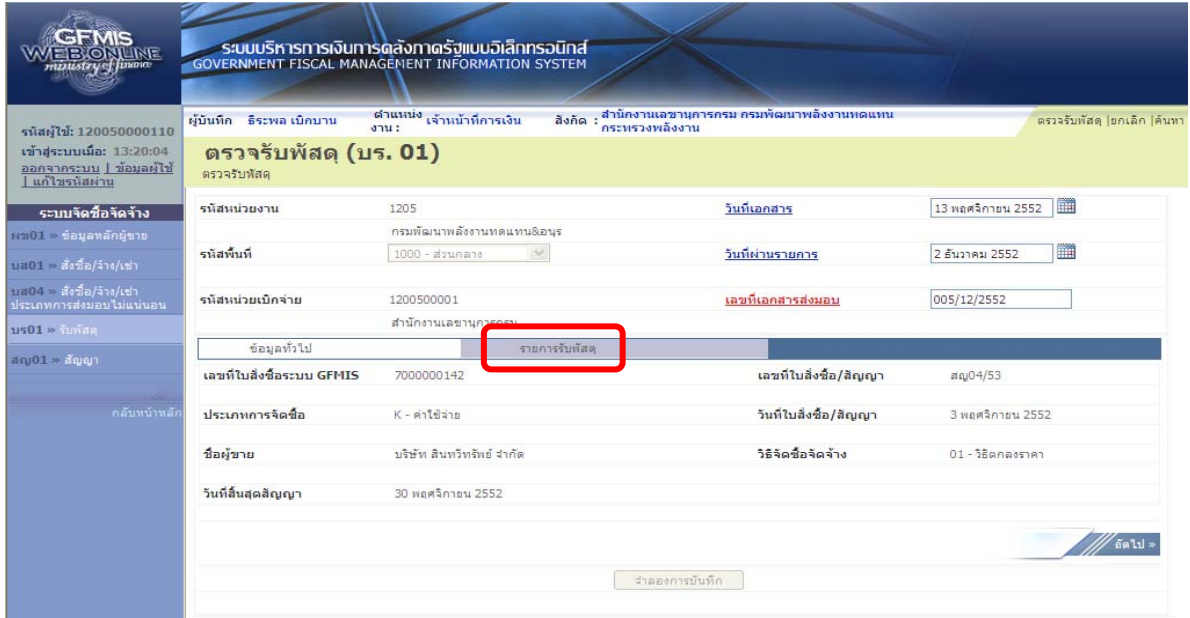 GFMIS
WEB ONLINE
ministry of finance
ระบบบริหารการเงินการคลังภาครัฐแบบอิเล็กทรอนิกส์
GOVERNMENT FISCAL MANAGEMENT INFORMATION SYSTEM
รหัสผู้ใช้: 120050000110
เข้าสู่ระบบเมื่อ: 13:20:04
ออกจากระบบ | ข้อมูลผู้ใช้
| แก้ไขรหัสผ่าน
ผู้บันทึก ธีระพล เบิกบาน ตำแหน่งงาน : เจ้าหน้าที่การเงิน สังกัด : สำนักงานเลขานุการกรม กรมพัฒนาพลังงานทดแทน
กระทรวงพลังงาน
ตรวจรับพัสดุ |ยกเลิก |ค้นหา
ตรวจรับพัสดุ (บร. 01)
ตรวจรับพัสดุ
ระบบจัดซื้อจัดจ้าง
ผข01 » ข้อมูลหลักผู้ขาย
บส01 » สั่งซื้อ/จ้าง/เช่า
บส04 » สั่งซื้อ/จ้าง/เช่า
ประเภทการส่งมอบไม่แน่นอน
บร01 » รับพัสดุ
สญ01 » สัญญา
กลับหน้าหลัก
รหัสหน่วยงาน 1205 วันที่เอกสาร 13 พฤศจิกายน 2552
กรมพัฒนาพลังงานทดแทน&อนุร
รหัสพื้นที่ 1000 - ส่วนกลาง วันที่ผ่านรายการ 2 ธันวาคม 2552
รหัสหน่วยเบิกจ่าย 1200500001 เลขที่เอกสารส่งมอบ 005/12/2552
สำนักงานเลขานุการกรม
ข้อมูลทั่วไป รายการรับพัสดุ
เลขที่ใบสั่งซื้อระบบ GFMIS 7000000142 เลขที่ใบสั่งซื้อ/สัญญา สญ04/53
ประเภทการจัดซื้อ K - ค่าใช้จ่าย วันที่ใบสั่งซื้อ/สัญญา 3 พฤศจิกายน 2552
ชื่อผู้ขาย บริษัท สินทวีทรัพย์ จำกัด วิธีจัดซื้อจัดจ้าง 01 - วิธีตกลงราคา
วันที่สิ้นสุดสัญญา 30 พฤศจิกายน 2552
ถัดไป »
จำลองการบันทึก